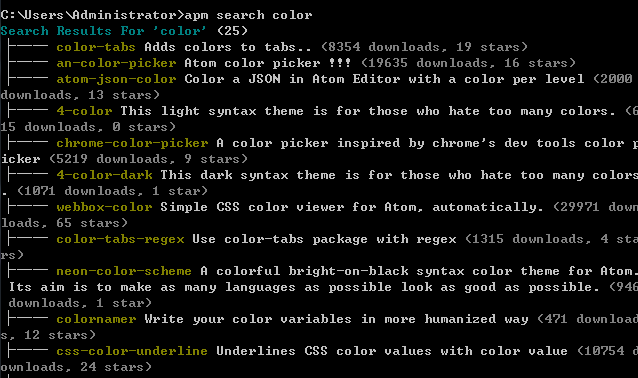 C:\Users\Administrator>apm search color
Search Results For 'color' (25)
├── color-tabs Adds colors to tabs.. (8354 downloads, 19 stars)
├── an-color-picker Atom color picker !!! (19635 downloads, 16 stars)
├── atom-json-color Color a JSON in Atom Editor with a color per level (2000
downloads, 13 stars)
├── 4-color This light syntax theme is for those who hate too many colors. (6
15 downloads, 0 stars)
├── chrome-color-picker A color picker inspired by chrome's dev tools color p
icker (5219 downloads, 9 stars)
├── 4-color-dark This dark syntax theme is for those who hate too many colors
. (1071 downloads, 1 star)
├── webbox-color Simple CSS color viewer for Atom, automatically. (29971 down
loads, 65 stars)
├── color-tabs-regex Use color-tabs package with regex (1315 downloads, 4 sta
rs)
├── neon-color-scheme A colorful bright-on-black syntax color theme for Atom.
Its aim is to make as many languages as possible look as good as possible. (946
downloads, 1 star)
├── colornamer Write your color variables in more humanized way (471 download
s, 12 stars)
├── css-color-underline Underlines CSS color values with color value (10754 d
ownloads, 24 stars)